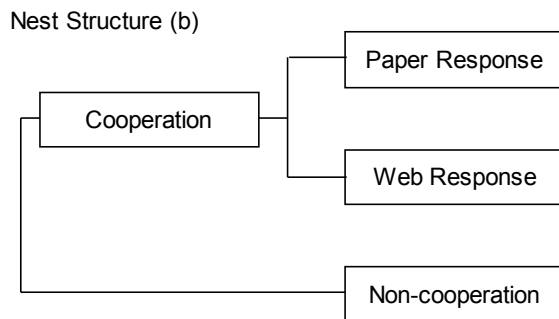 Nest Structure (b)
Paper Response
Cooperation
Web Response
Non-cooperation